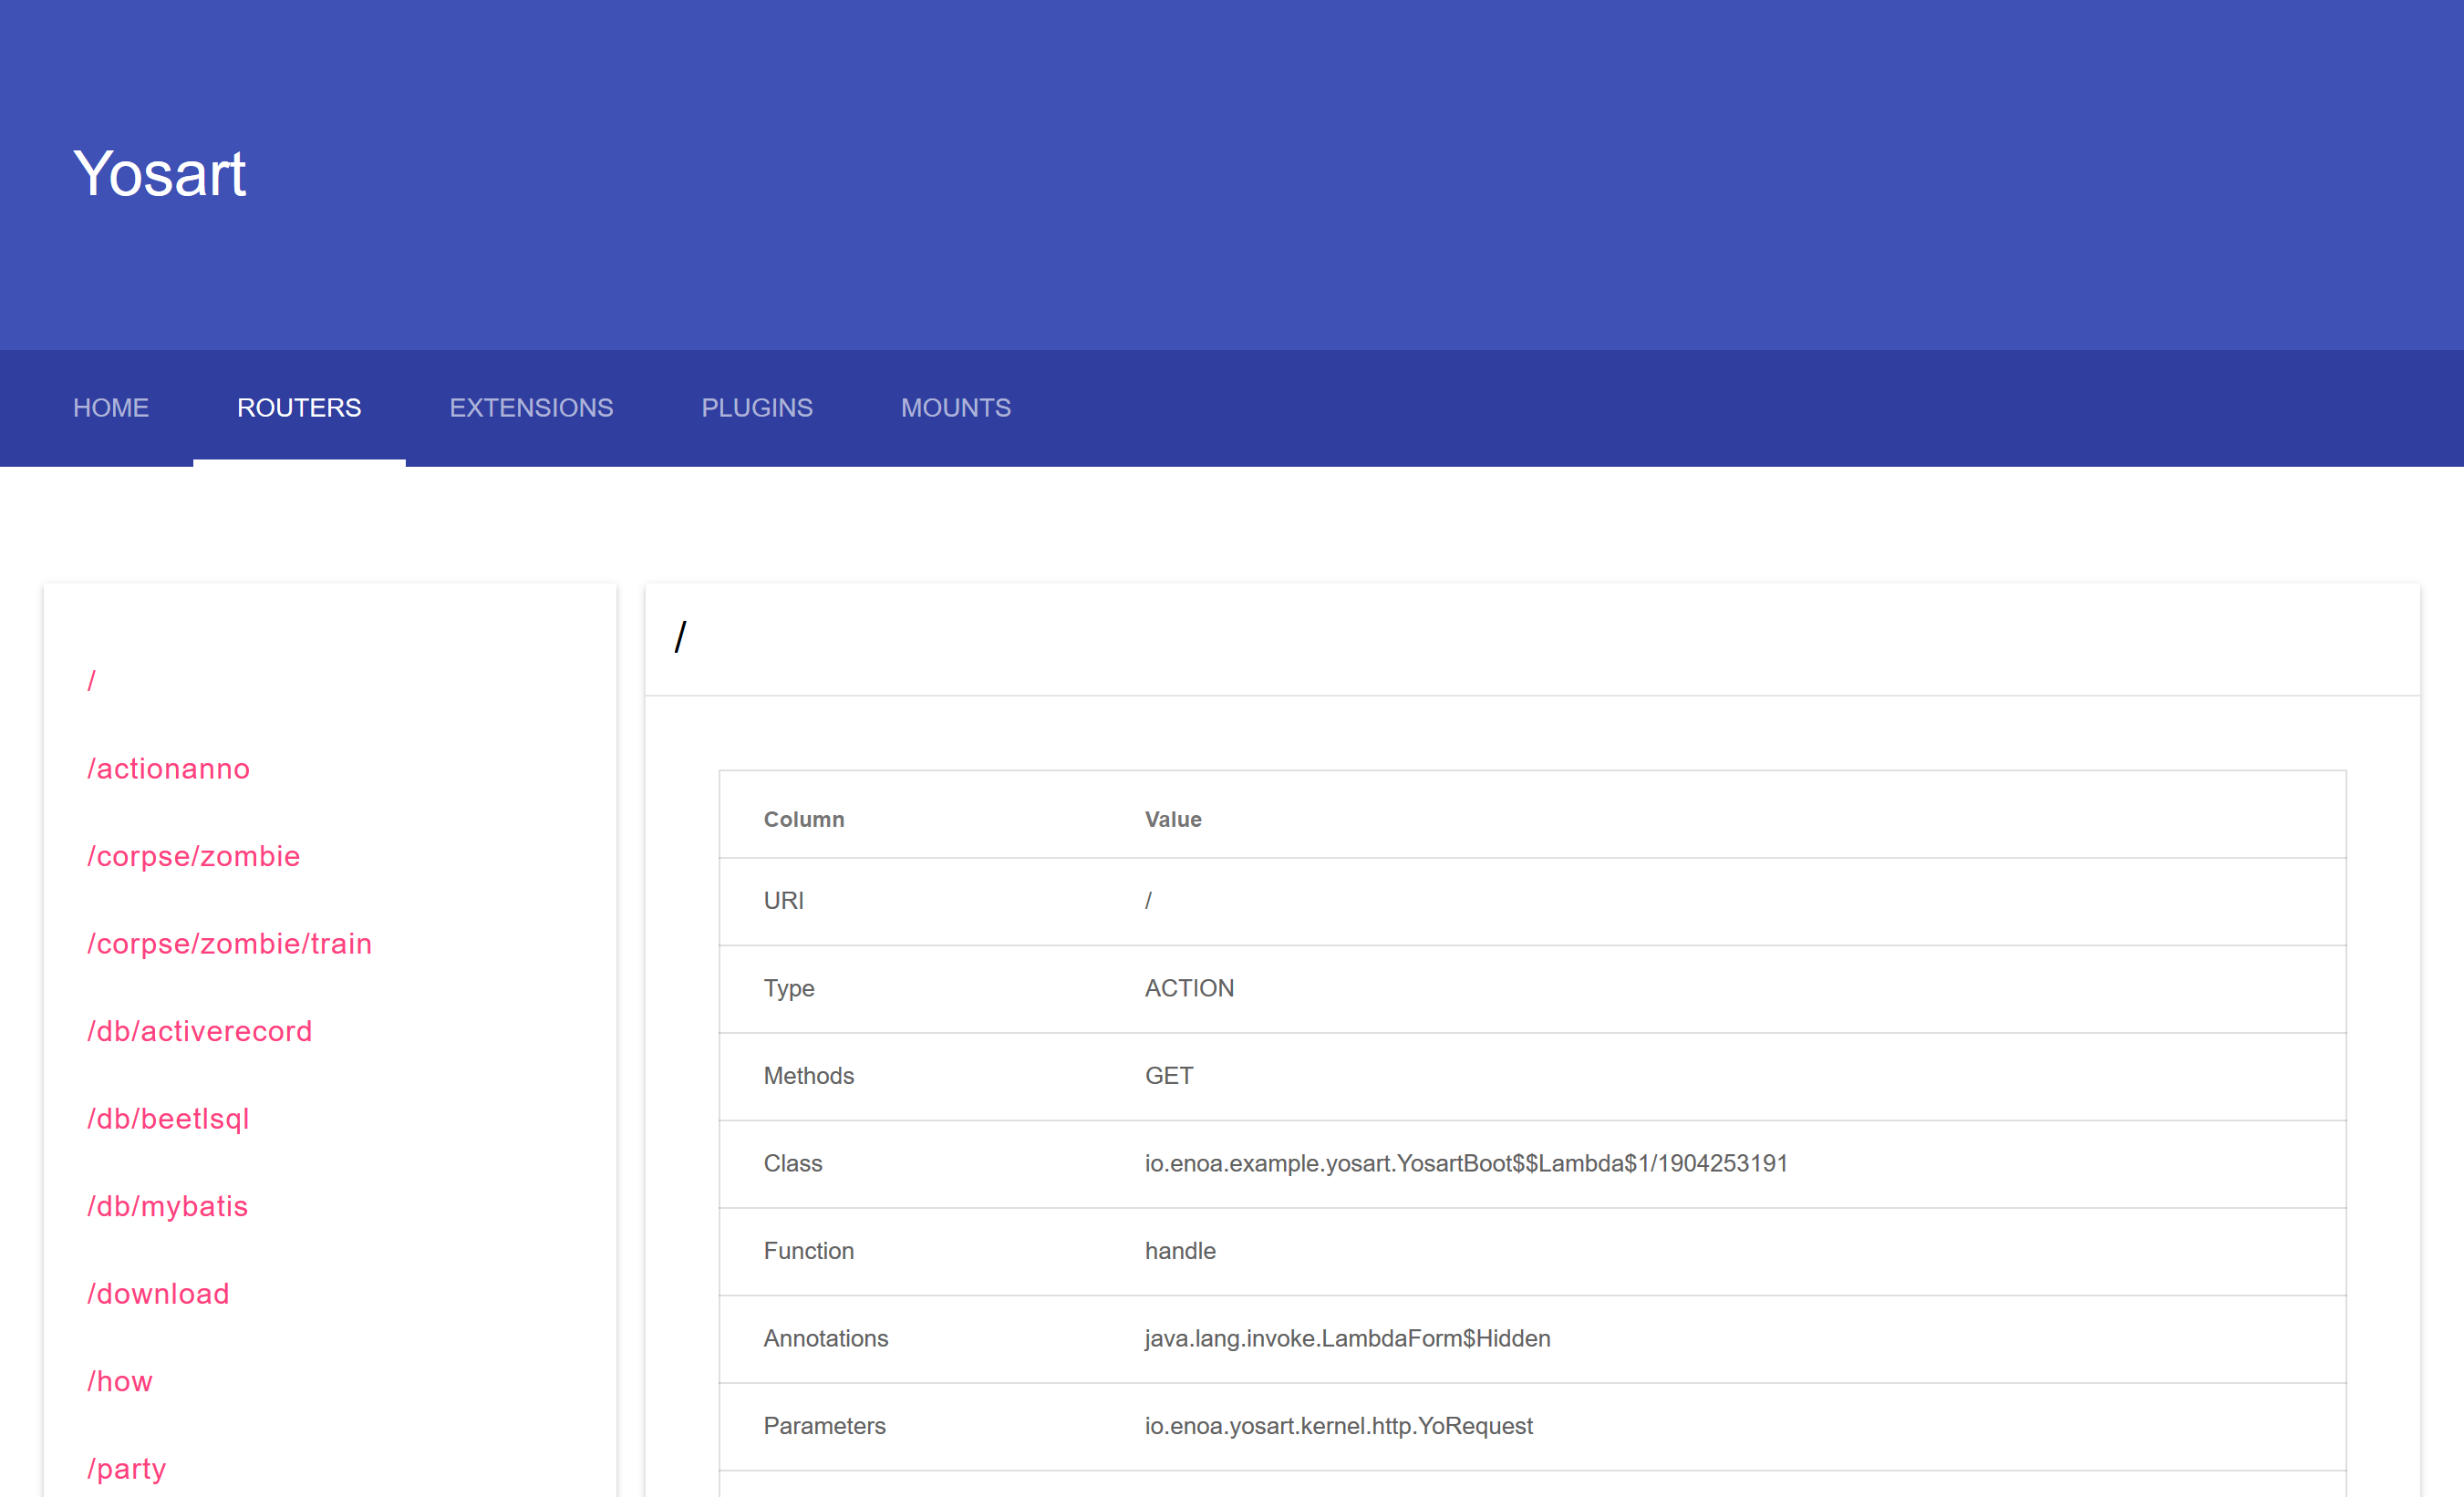 Yosart
HOME ROUTERS EXTENSIONS PLUGINS MOUNTS
/
/actionanno
/corpse/zombie
/corpse/zombie/train
/db/activerecord
/db/beetlsql
/db/mybatis
/download
/how
/party
/
Column Value
URI /
Type ACTION
Methods GET
Class io.enoa.example.yosart.YosartBoot$$Lambda$1/1904253191
Function handle
Annotations java.lang.invoke.LambdaForm$Hidden
Parameters io.enoa.yosart.kernel.http.YoRequest